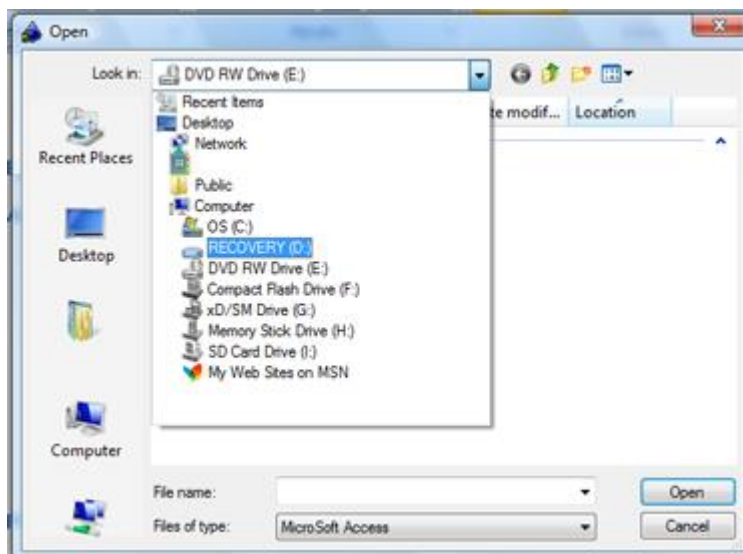 Open
Look in: DVD RW Drive (E:)
Recent Items
Desktop
Network
Public
Computer
OS (C:)
RECOVERY (D:)
DVD RW Drive (E:)
Compact Flash Drive (F:)
xD/SM Drive (G:)
Memory Stick Drive (H:)
SD Card Drive (I:)
My Web Sites on MSN
te modif... Location
Recent Places
Desktop
Computer
File name: Open
Files of type: MicroSoft Access Cancel